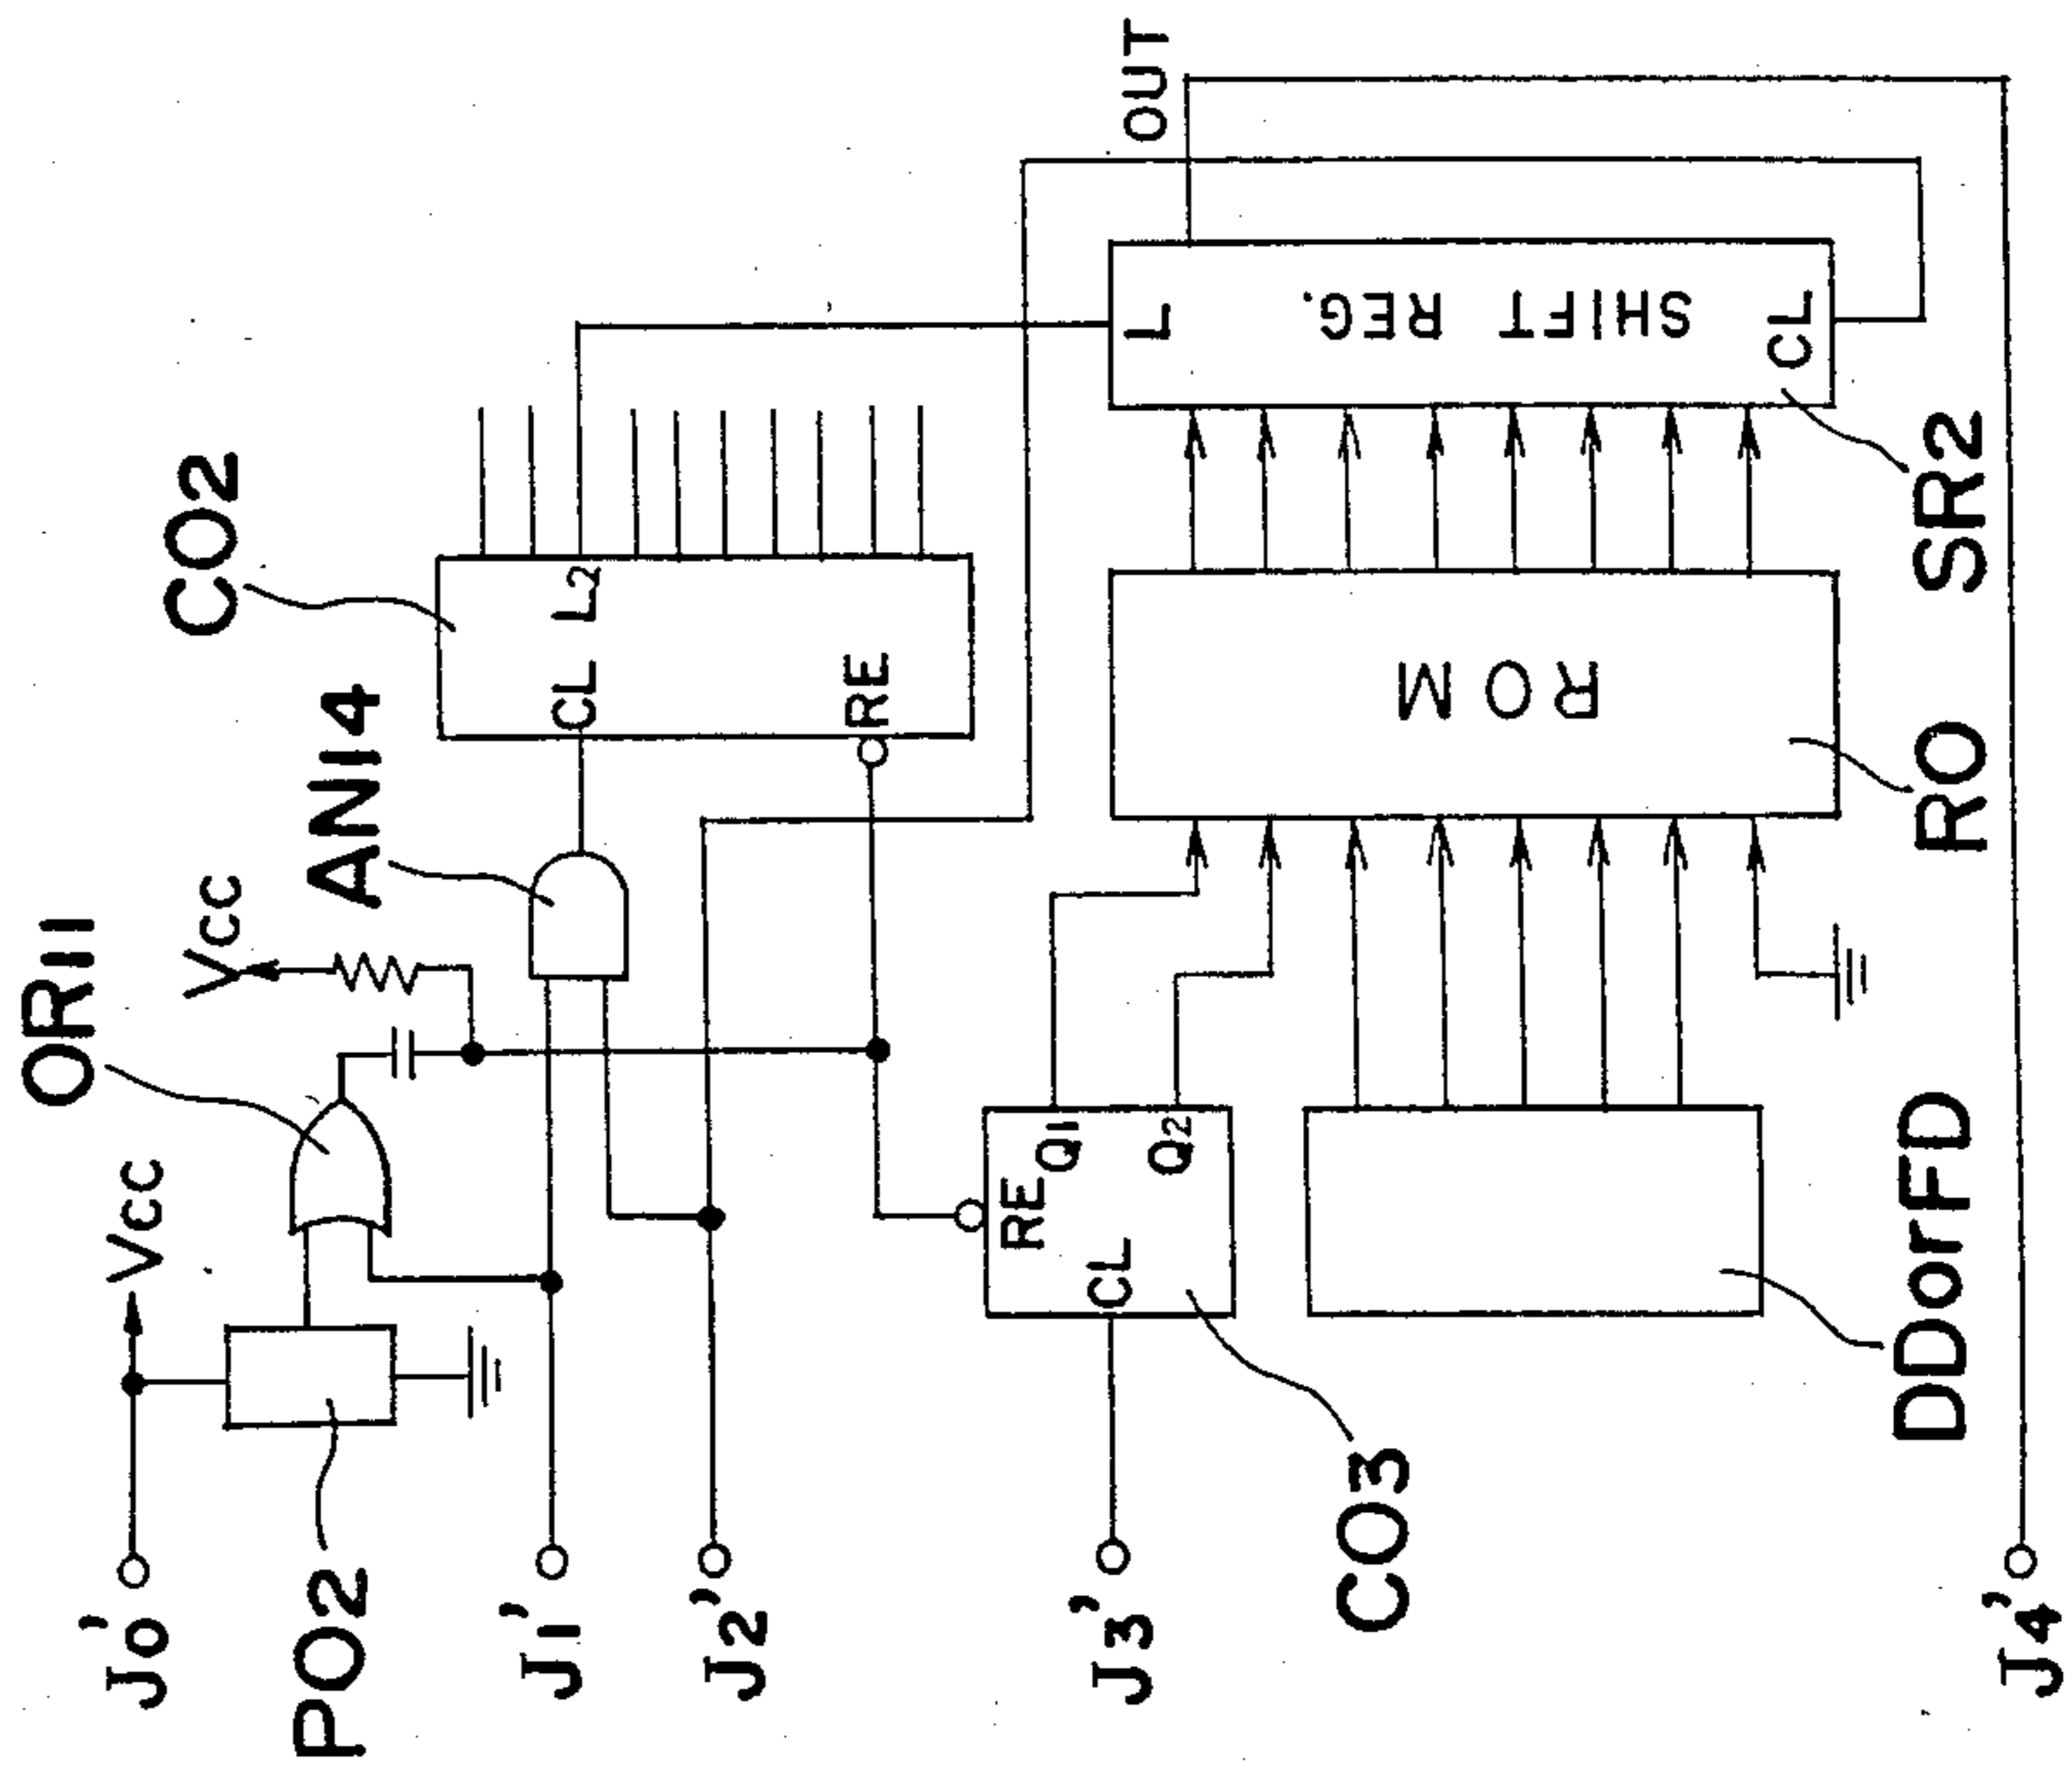 Jo'
PO2
Vcc
OR11
Vcc
AN14
CO2
CL
L2
RE
J1'
J2'
J3'
RE
Q1
CL
Q2
CO3
DDorFD
ROM
RO
L
SHIFT REG.
CL
SR2
OUT
J4'